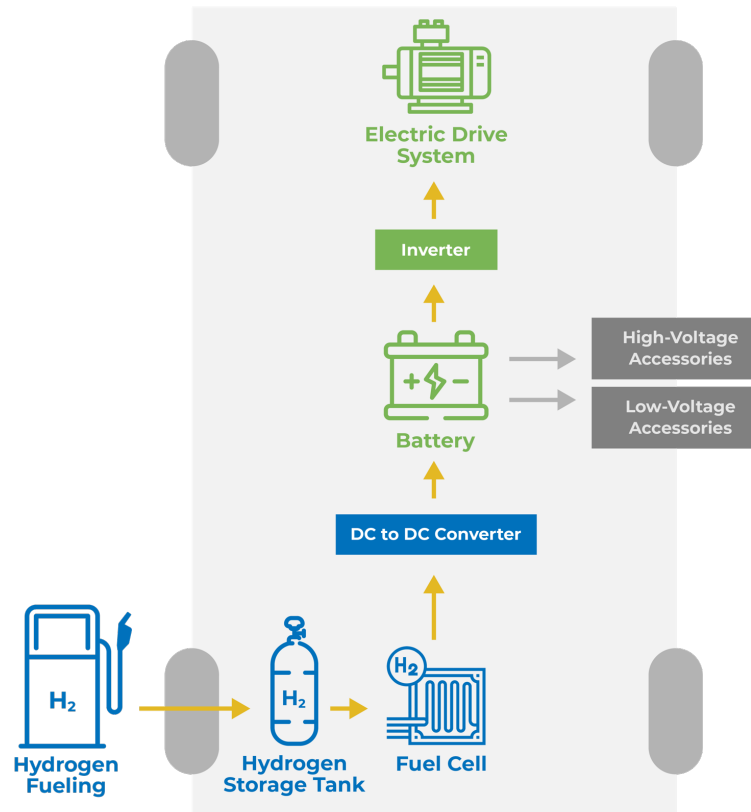 Electric Drive
System
Inverter
High-Voltage
Accessories
+ -
Low-Voltage
Accessories
Battery
DC to DC Converter
H₂
H₂
H₂
Hydrogen
Fueling
Hydrogen
Storage Tank
Fuel Cell